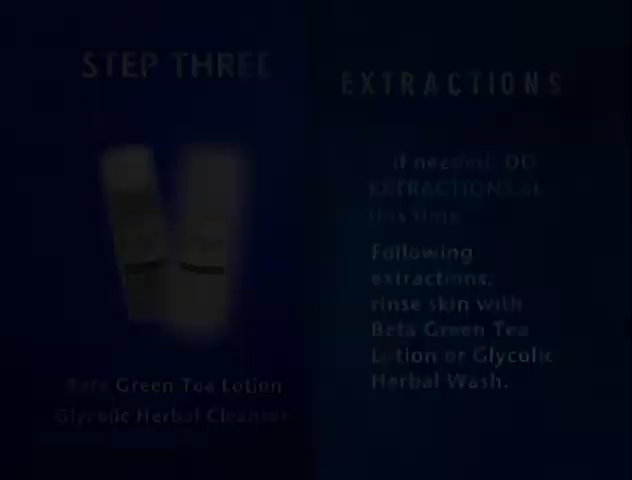 STEP THREE
Beta Green Tea Lotion
Glycolic Herbal Cleanser
EXTRACTIONS
If needed, DO
EXTRACTIONS at
this time.
Following
extractions,
rinse skin with
Beta Green Tea
Lotion or Glycolic
Herbal Wash.